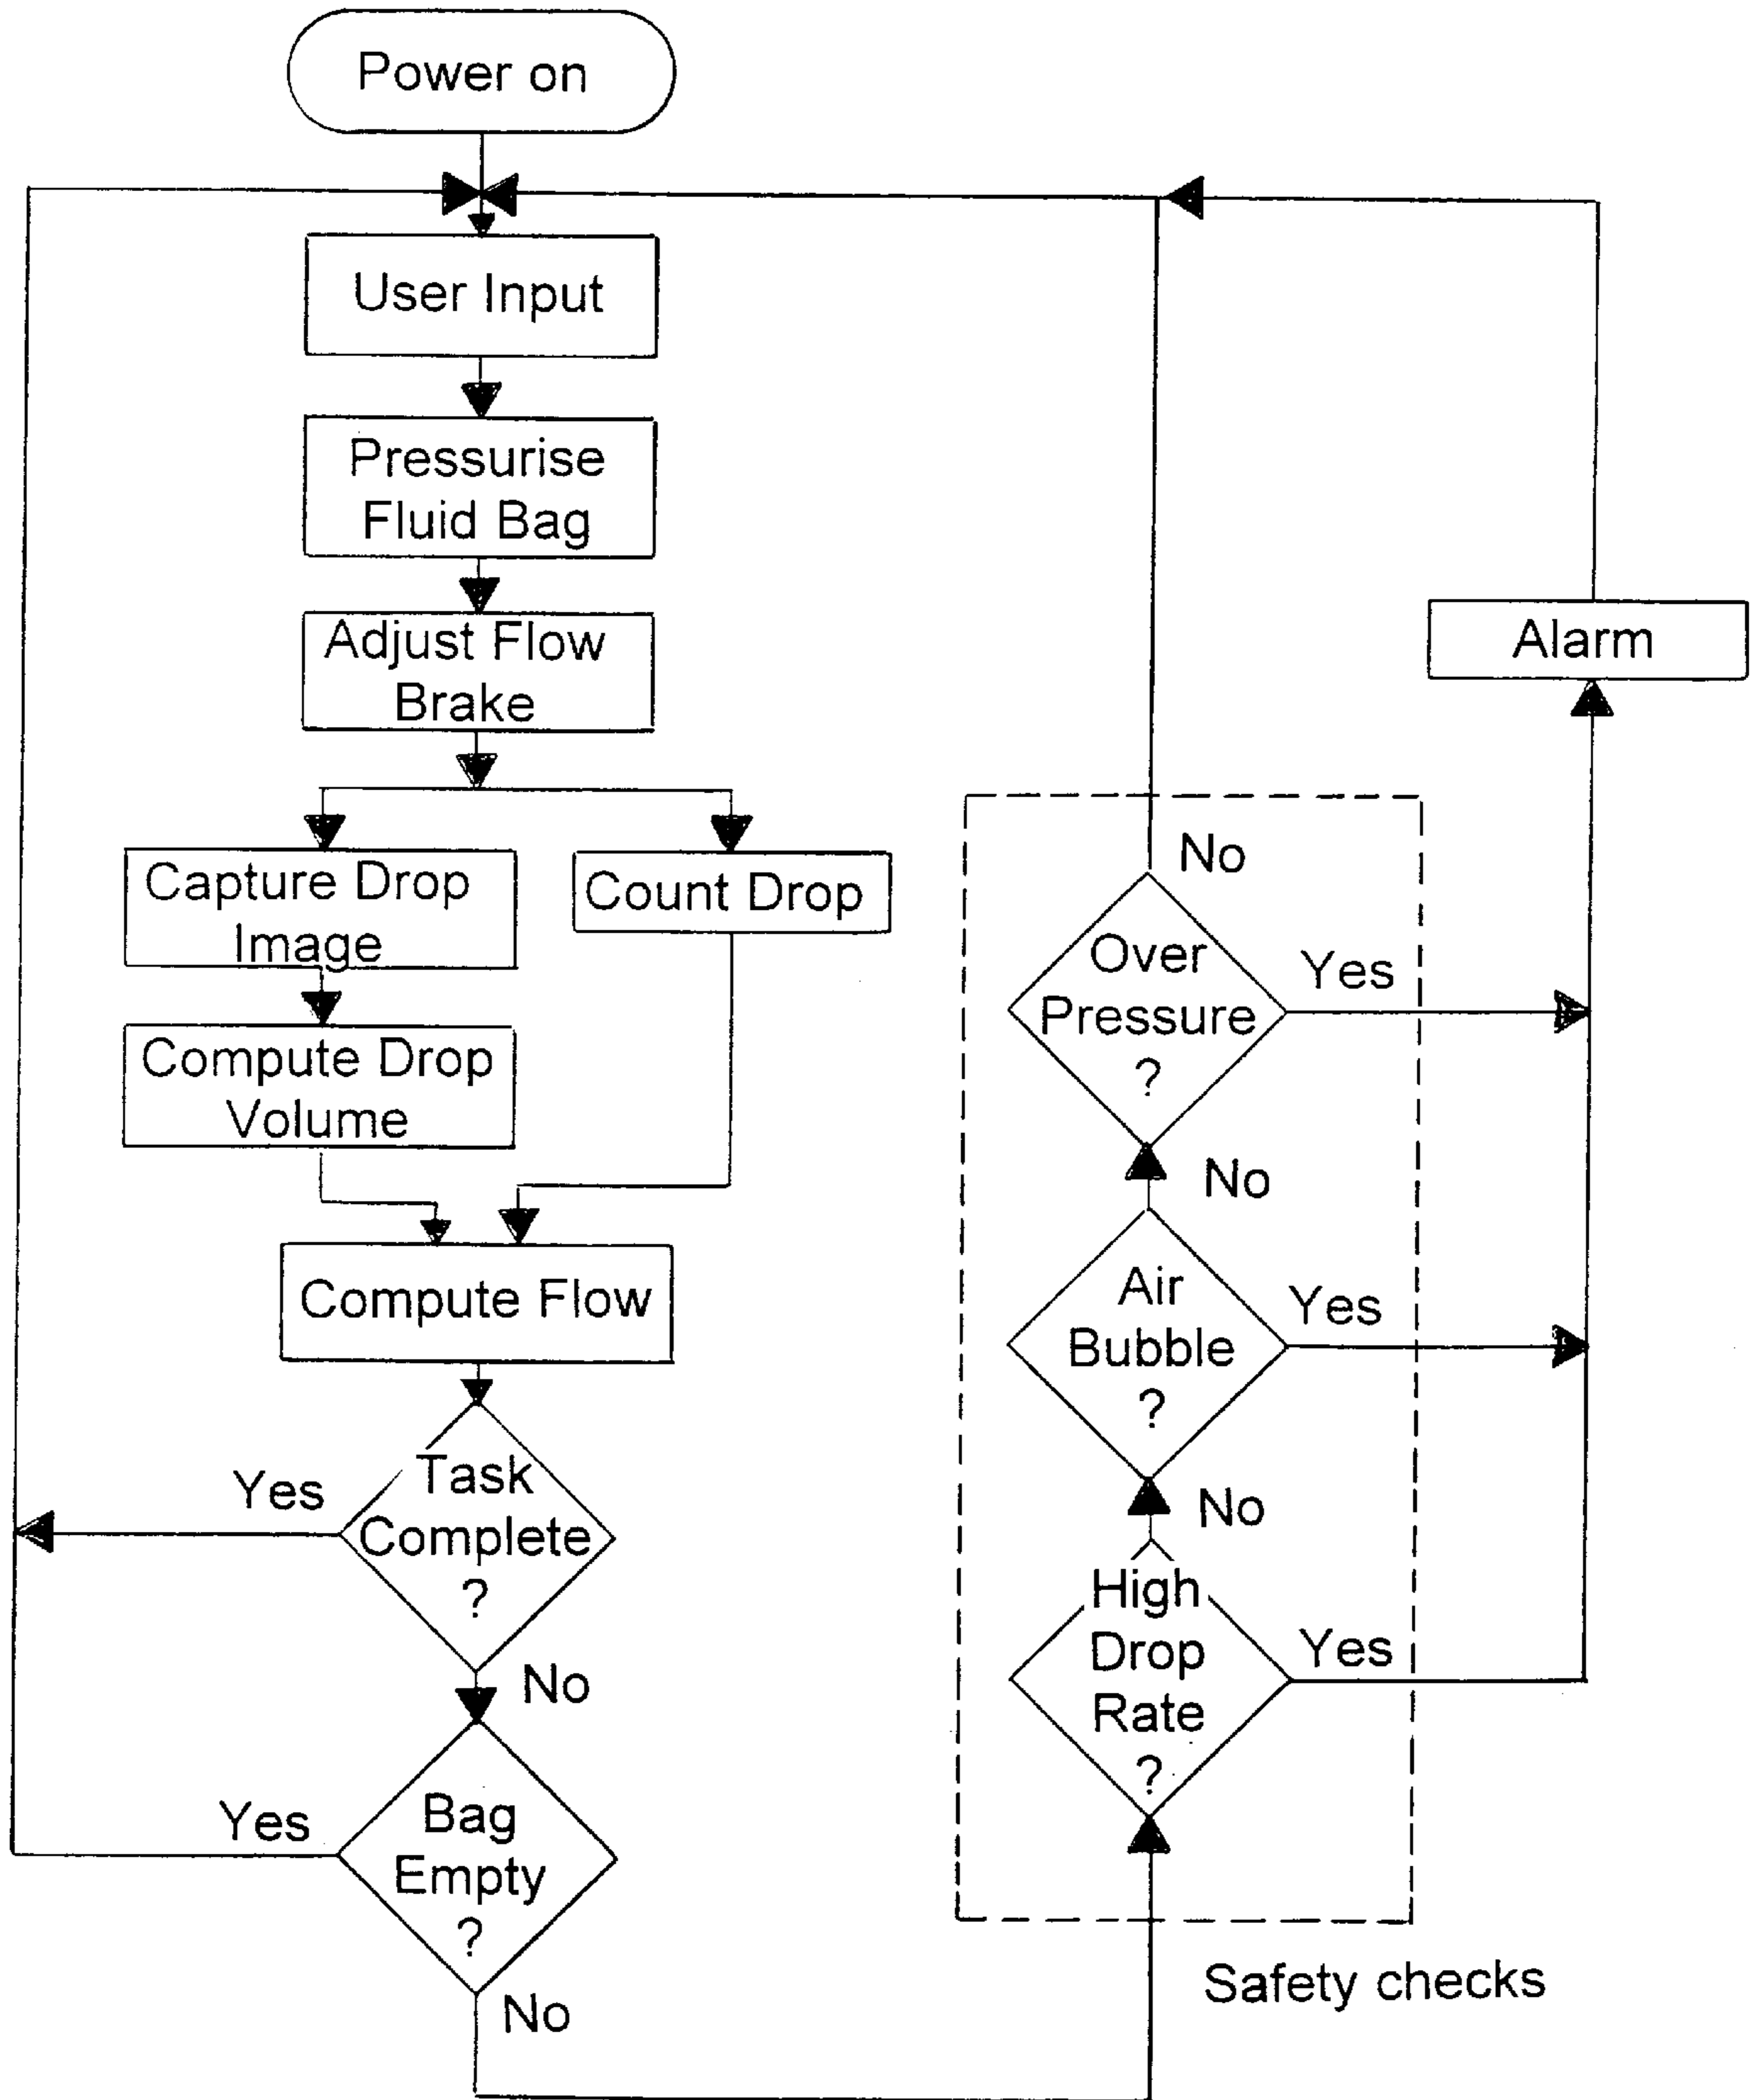 Power on
User Input
Pressurise
Fluid Bag
Adjust Flow
Brake
Capture Drop
Image
Count Drop
Compute Drop
Volume
Compute Flow
Task
Complete
?
Yes
No
Bag
Empty
?
Yes
No
High
Drop
Rate
?
Yes
No
Air
Bubble
?
Yes
No
Over
Pressure
?
Yes
No
Alarm
Safety checks